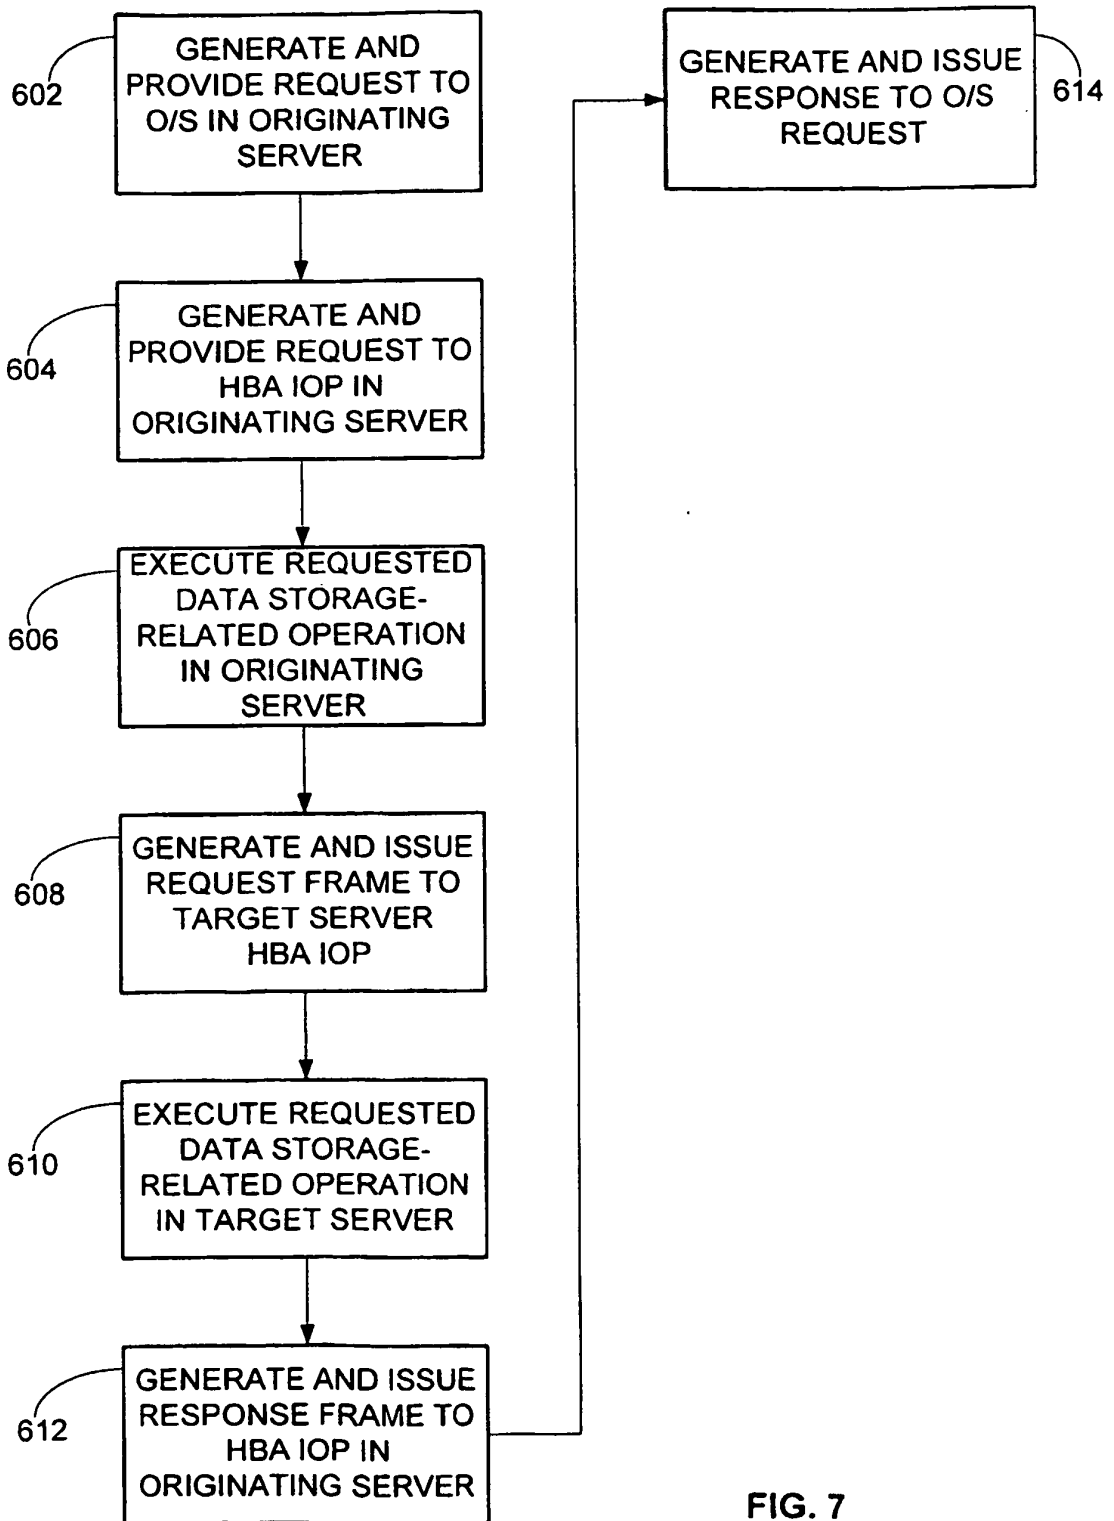 602
GENERATE AND
PROVIDE REQUEST TO
O/S IN ORIGINATING
SERVER
604
GENERATE AND
PROVIDE REQUEST TO
HBA IOP IN
ORIGINATING SERVER
606
EXECUTE REQUESTED
DATA STORAGE-
RELATED OPERATION
IN ORIGINATING
SERVER
608
GENERATE AND ISSUE
REQUEST FRAME TO
TARGET SERVER
HBA IOP
610
EXECUTE REQUESTED
DATA STORAGE-
RELATED OPERATION
IN TARGET SERVER
612
GENERATE AND ISSUE
RESPONSE FRAME TO
HBA IOP IN
ORIGINATING SERVER
GENERATE AND ISSUE
RESPONSE TO O/S
REQUEST
614
FIG. 7